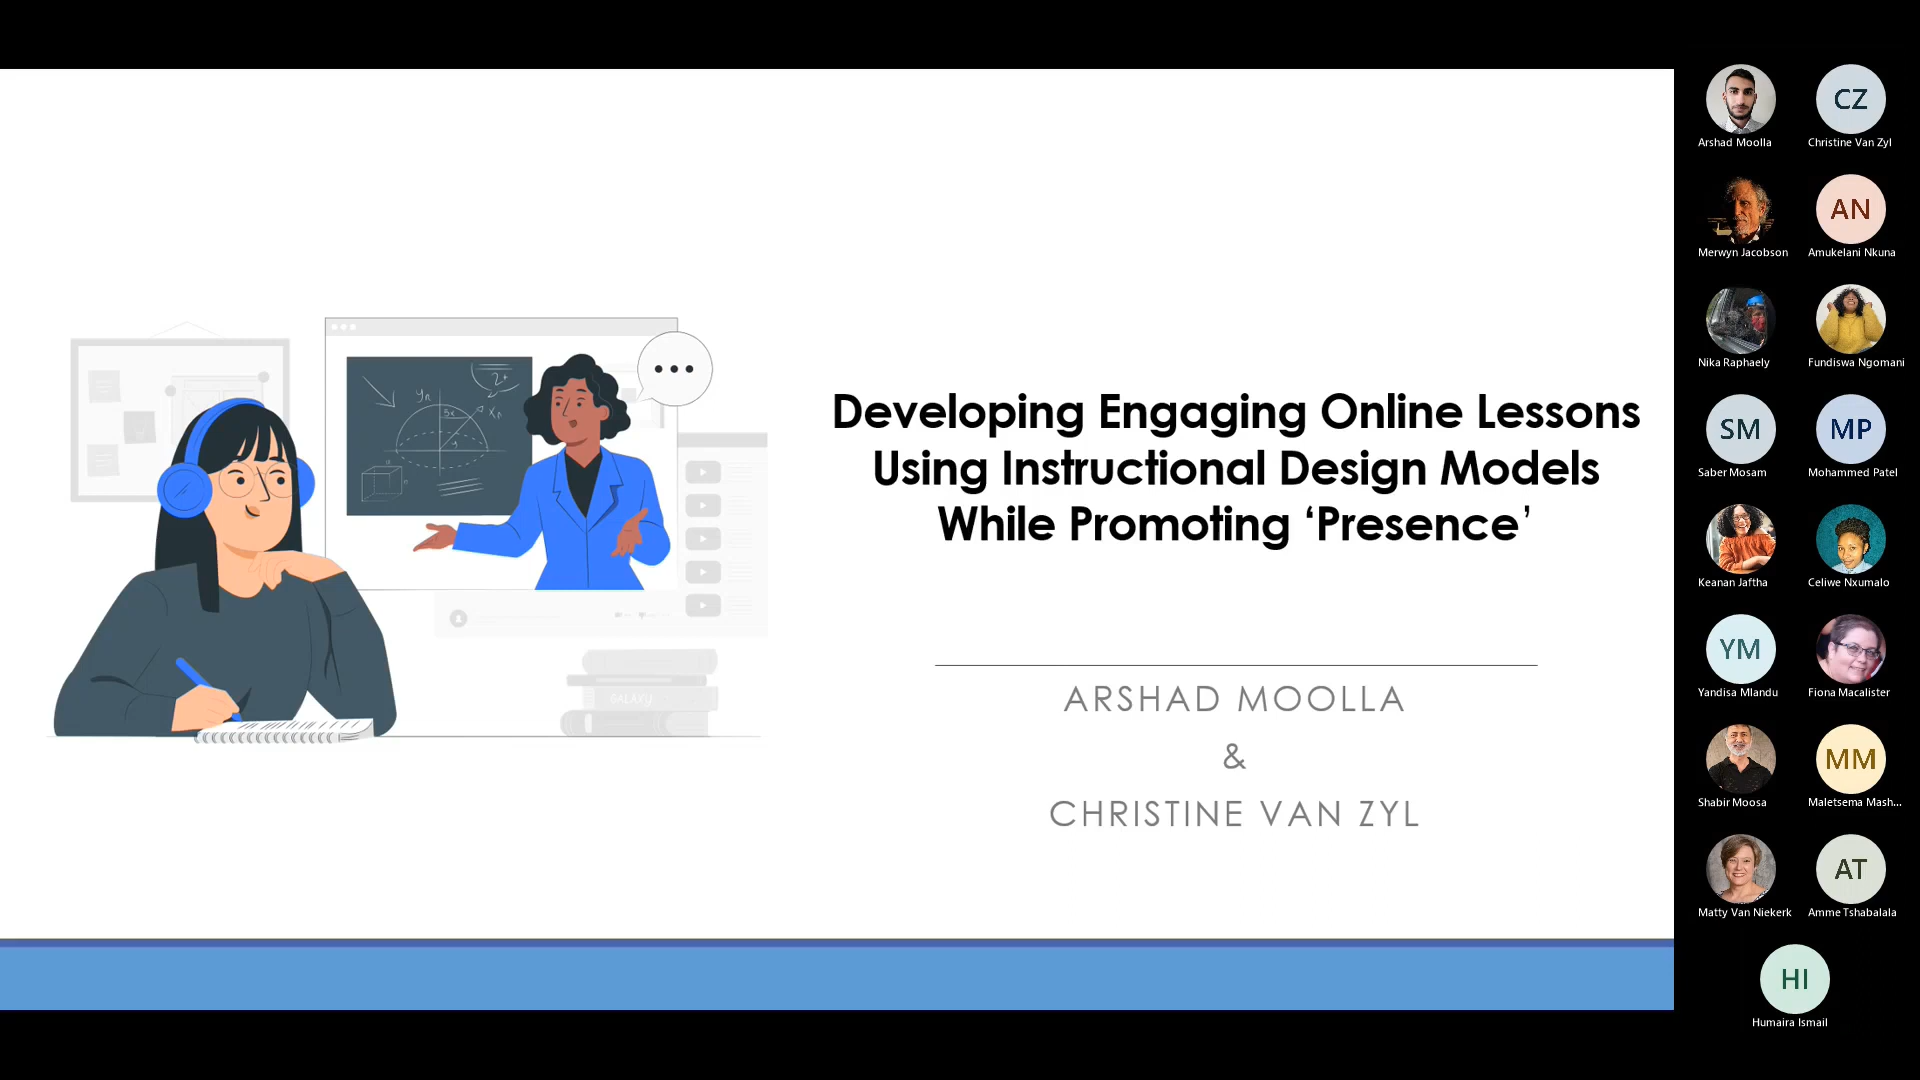 Developing Engaging Online Lessons
Using Instructional Design Models
While Promoting ‘Presence’
ARSHAD MOOLLA
&
CHRISTINE VAN ZYL
GALAXY
Arshad Moolla
CZ
Christine Van Zyl
Merwyn Jacobson
AN
Amukelani Nkuna
Nika Raphaely
Fundiswa Ngomani
SM
Saber Mosam
MP
Mohammed Patel
Keanan Jaftha
Celiwe Nxumalo
YM
Yandisa Mlandu
Fiona Macalister
Shabir Moosa
MM
Maletsema Mash...
Matty Van Niekerk
AT
Amme Tshabalala
HI
Humaira Ismail